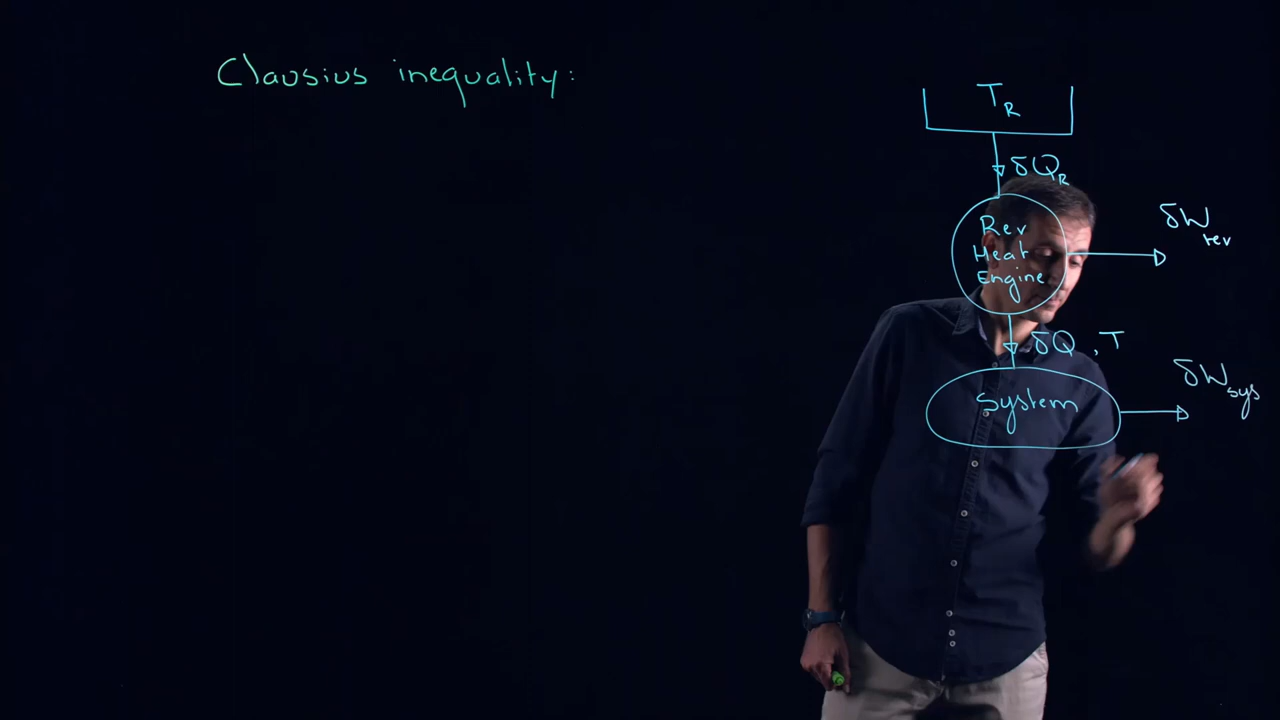 Clausius inequality:
T_R
δQ_R
δW_rev
Rev
Heat
Engine
δQ, T
δW_sys
System